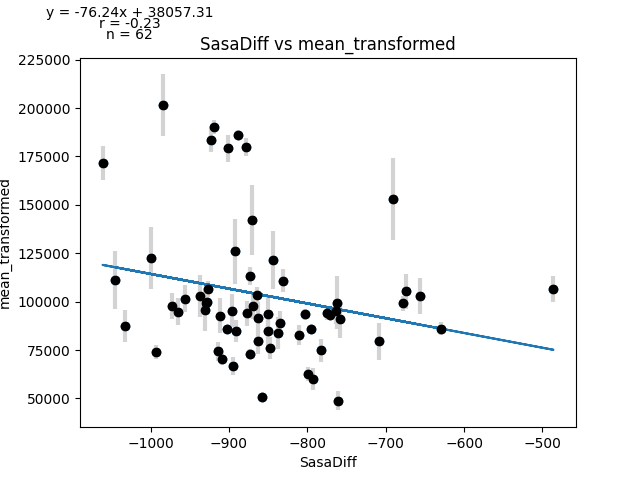 y = -76.24x + 38057.31
r = -0.23
n = 62
SasaDiff vs mean_transformed
225000
200000
175000
150000
125000
100000
75000
50000
mean_transformed
−1000
−900
−800
−700
−600
−500
SasaDiff